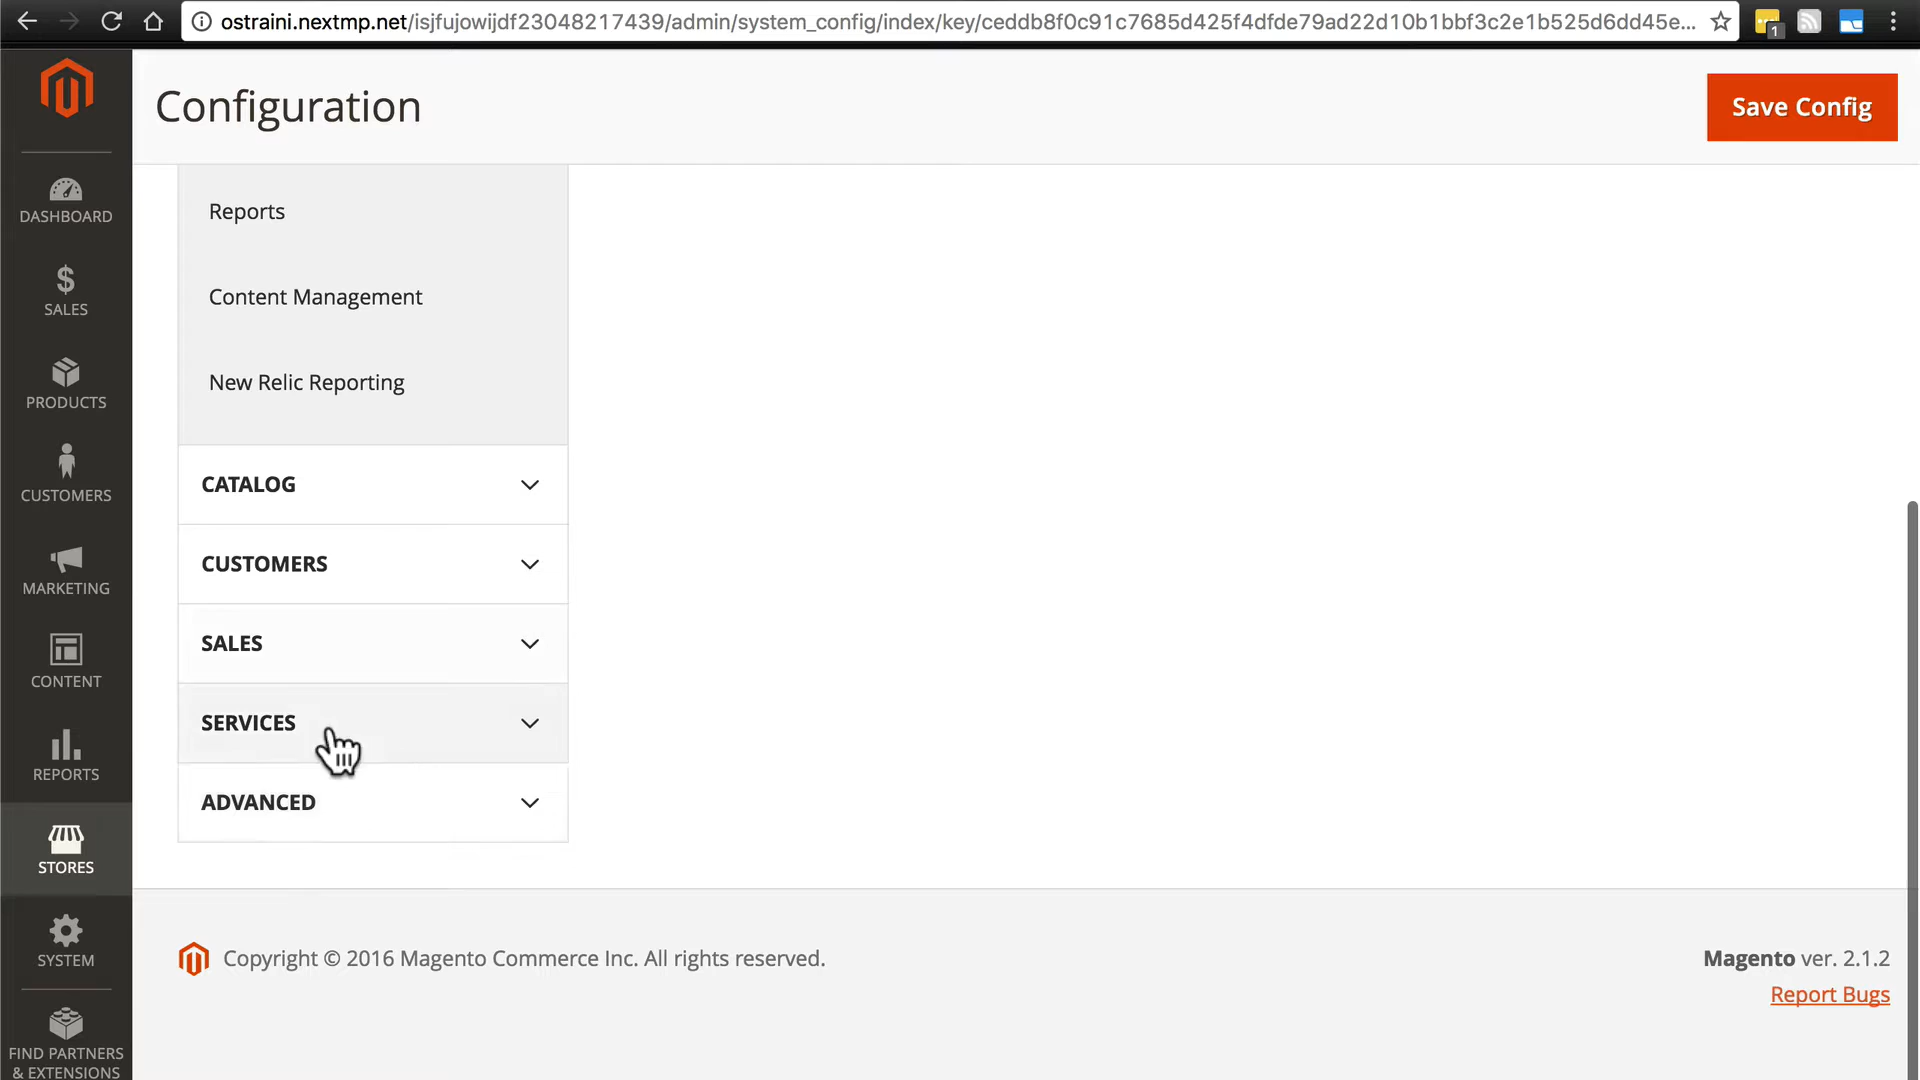 ostraini.nextmp.net/isjfujowijdf23048217439/admin/system_config/index/key/ceddb8f0c91c7685d425f4dfde79ad22d10b1bbf3c2e1b525d6dd45e...
1
Configuration
Save Config
DASHBOARD
SALES
PRODUCTS
CUSTOMERS
MARKETING
CONTENT
REPORTS
STORES
SYSTEM
FIND PARTNERS
& EXTENSIONS
Reports
Content Management
New Relic Reporting
CATALOG
CUSTOMERS
SALES
SERVICES
ADVANCED
Copyright © 2016 Magento Commerce Inc. All rights reserved.
Magento ver. 2.1.2
Report Bugs